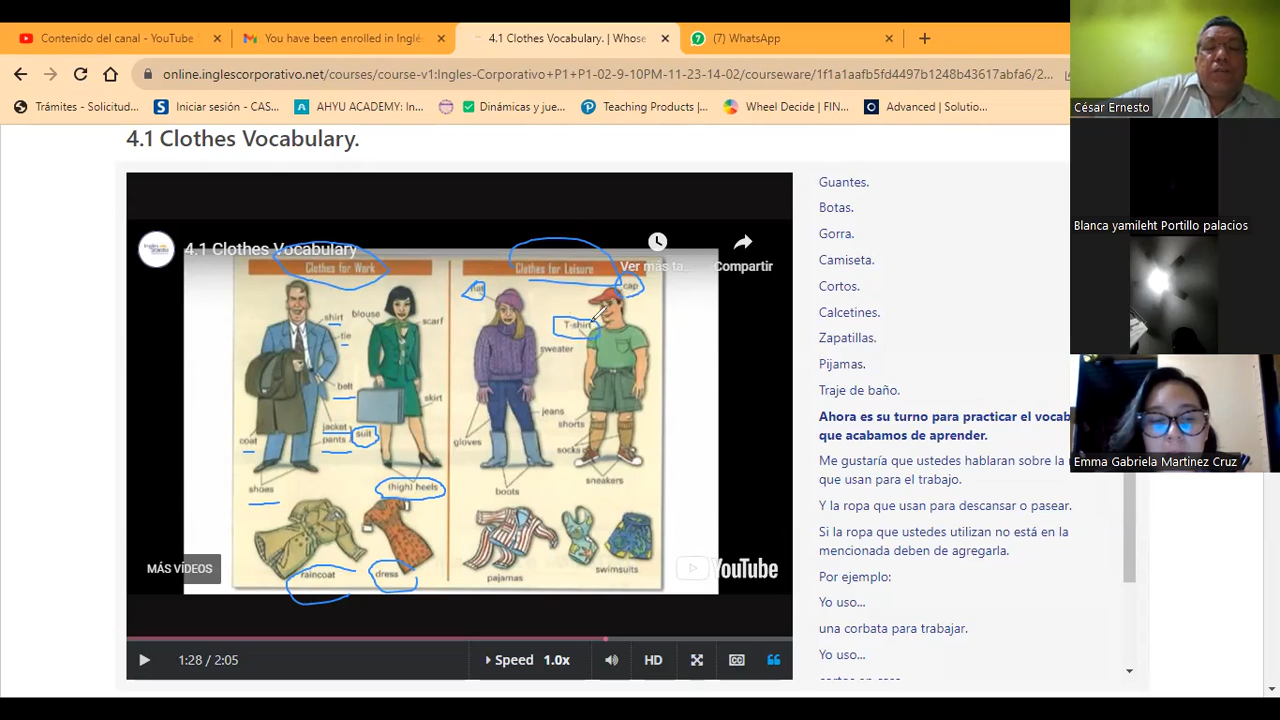 Contenido del canal - YouTube
You have been enrolled in Inglé
4.1 Clothes Vocabulary. | Whose
(7) WhatsApp
online.inglescorporativo.net/courses/course-v1:Ingles-Corporativo+P1+P1-02-9-10PM-11-23-14-02/courseware/1f1a1aafb5fd4497b1248b43617abfa6/2...
Trámites - Solicitud...
Iniciar sesión - CAS...
AHYU ACADEMY: In...
Dinámicas y jue...
Teaching Products |...
Wheel Decide | FIN...
Advanced | Solutio...
César Ernesto
Blanca yamileht Portillo palacios
Emma Gabriela Martinez Cruz
4.1 Clothes Vocabulary.
4.1 Clothes Vocabulary
Ver más ta...
Compartir
Clothes for Work
Clothes for Leisure
shirt
blouse
scarf
tie
belt
skirt
jacket
pants
suit
coat
shoes
(high) heels
raincoat
dress
hat
cap
T-shirt
sweater
jeans
shorts
gloves
socks
sneakers
boots
pajamas
swimsuits
MÁS VÍDEOS
YouTube
1:28 / 2:05
Speed 1.0x
HD
Guantes.
Botas.
Gorra.
Camiseta.
Cortos.
Calcetines.
Zapatillas.
Pijamas.
Traje de baño.
Ahora es su turno para practicar el vocab
que acabamos de aprender.
Me gustaría que ustedes hablaran sobre la
que usan para el trabajo.
Y la ropa que usan para descansar o pasear.
Si la ropa que ustedes utilizan no está en la
mencionada deben de agregarla.
Por ejemplo:
Yo uso...
una corbata para trabajar.
Yo uso...